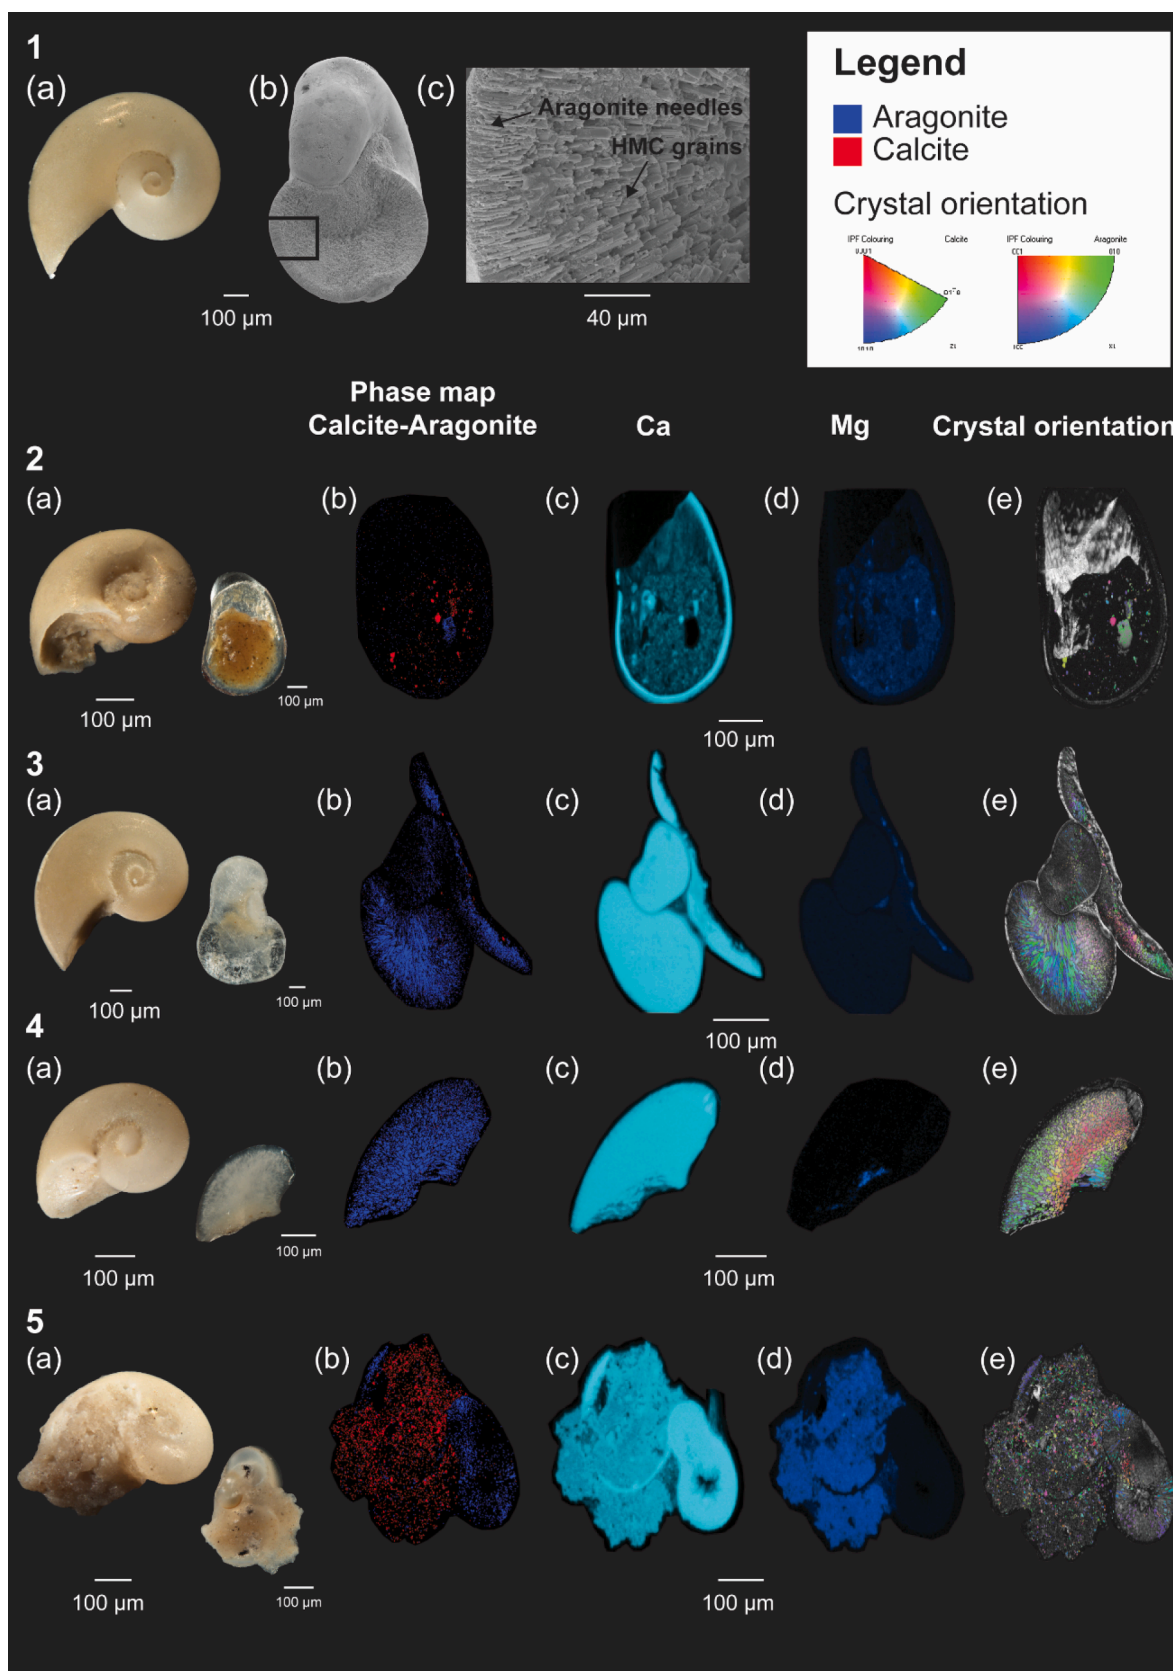 1
(a)
(b)
(c)
Aragonite needles
HMC grains
100 µm
40 µm
Legend
Aragonite
Calcite
Crystal orientation
IPF Colouring Calcite
IPF Colouring Aragonite
010
Phase map
Calcite-Aragonite
Ca
Mg
Crystal orientation
2
(a)
(b)
(c)
(d)
(e)
100 µm
100 µm
100 µm
3
(a)
(b)
(c)
(d)
(e)
100 µm
100 µm
100 µm
4
(a)
(b)
(c)
(d)
(e)
100 µm
100 µm
100 µm
5
(a)
(b)
(c)
(d)
(e)
100 µm
100 µm
100 µm